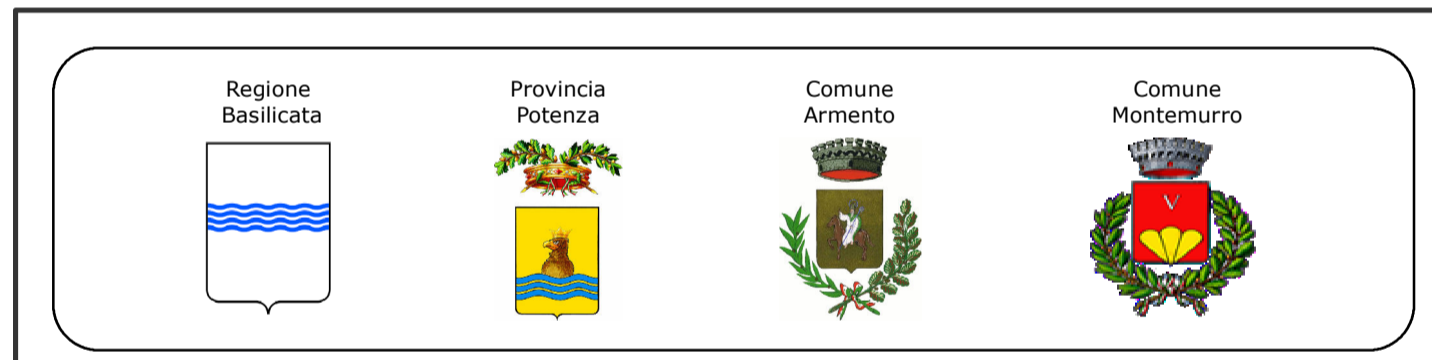 Regione
Basilicata
Provincia
Potenza
Comune
Armento
Comune
Montemurro
V